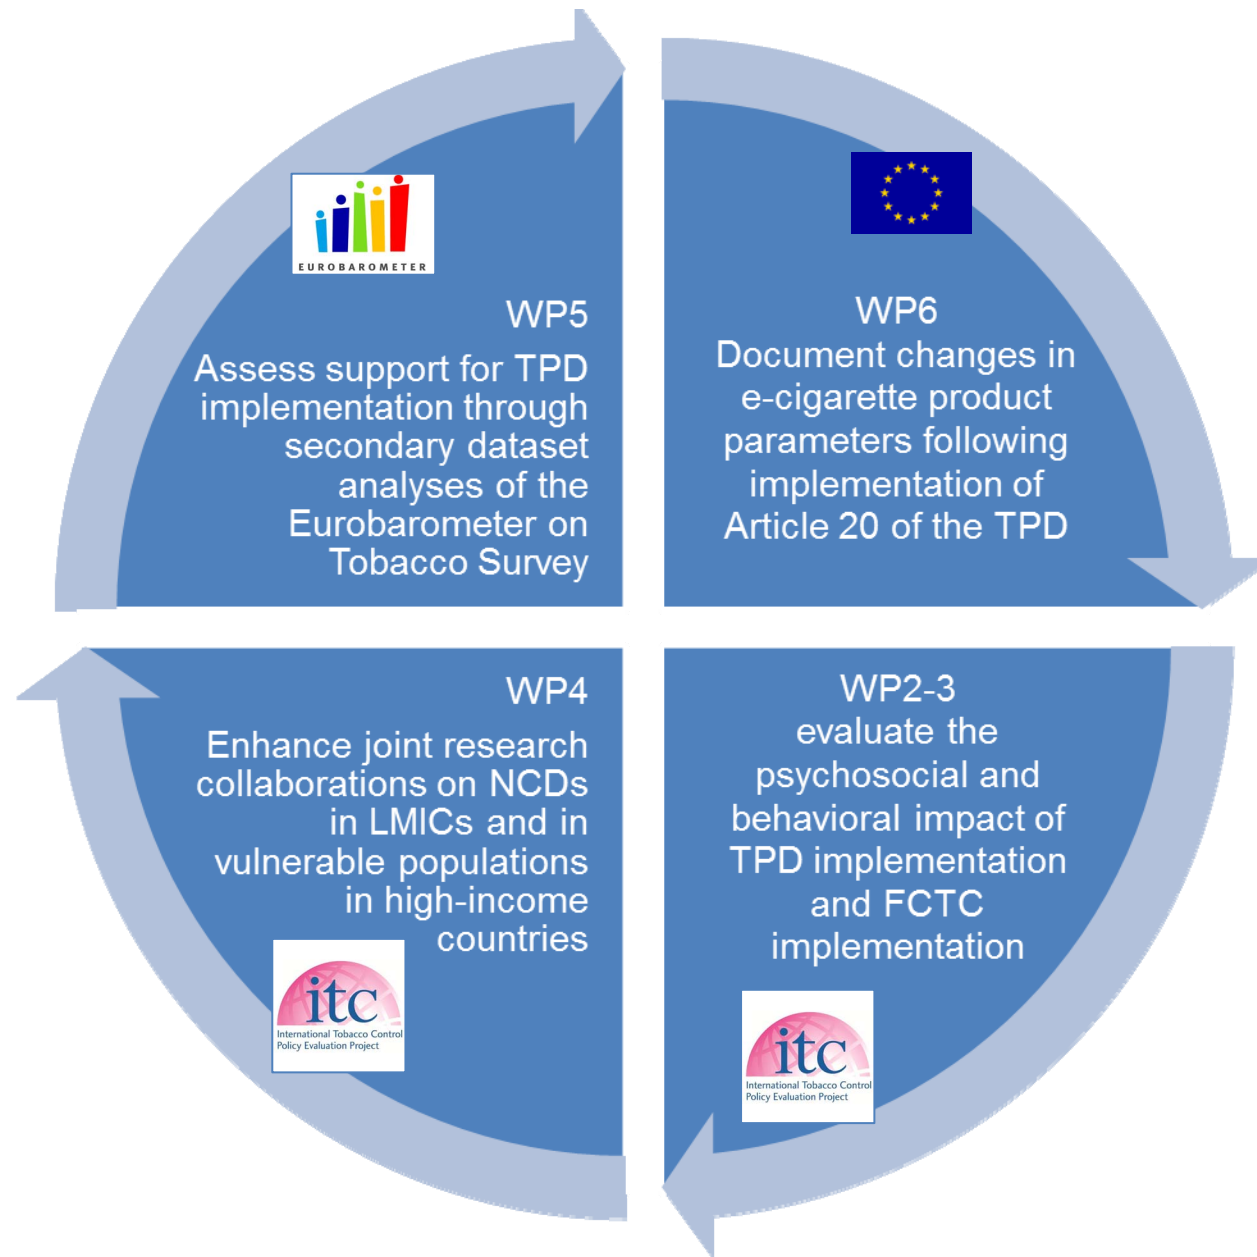 EUROBAROMETER
WP5
Assess support for TPD
implementation through
secondary dataset
analyses of the
Eurobarometer on
Tobacco Survey
WP6
Document changes in
e-cigarette product
parameters following
implementation of
Article 20 of the TPD
WP4
Enhance joint research
collaborations on NCDs
in LMICs and in
vulnerable populations
in high-income
countries
itc
International Tobacco Control
Policy Evaluation Project
WP2-3
evaluate the
psychosocial and
behavioral impact of
TPD implementation
and FCTC
implementation
itc
International Tobacco Control
Policy Evaluation Project